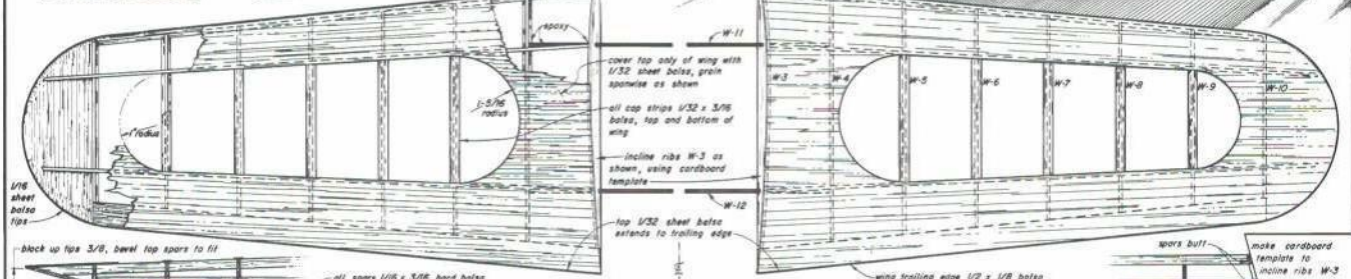 epoxy
W-11
cover top only of wing with
1/32 sheet balsa, grain
spanwise as shown
W-3
W-4
W-5
W-6
W-7
W-8
W-9
W-10
1-5/16
radius
all cap strips 1/32 x 3/16
balsa, top and bottom of
wing
1" radius
incline ribs W-3 as
shown, using cardboard
template
1/16
sheet
balsa
tips
W-12
top 1/32 sheet balsa
extends to trailing edge
block up tips 3/8, bevel top spars to fit
spars butt
make cardboard
template to
incline ribs W-3
all spars 1/16 x 3/16 hard balsa
wing trailing edge 1/2 x 1/8 balsa